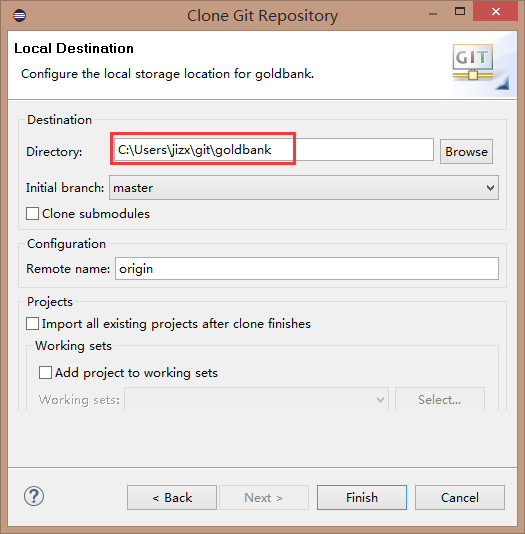 Clone Git Repository
Local Destination
Configure the local storage location for goldbank.
GIT
Destination
Directory: C:\Users\jizx\git\goldbank Browse
Initial branch: master
Clone submodules
Configuration
Remote name: origin
Projects
Import all existing projects after clone finishes
Working sets
Add project to working sets
Working sets: Select...
? < Back Next > Finish Cancel